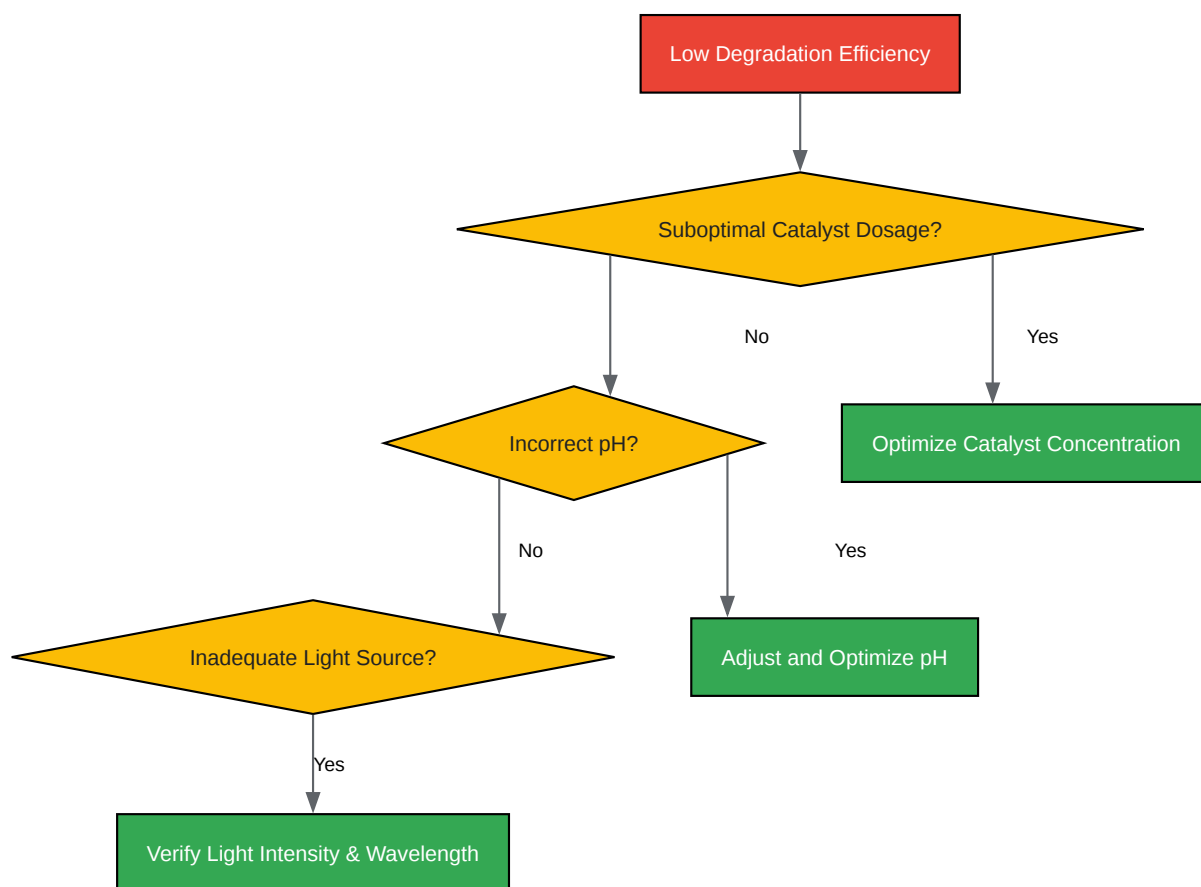 Low Degradation Efficiency
Suboptimal Catalyst Dosage?
No
Yes
Incorrect pH?
Optimize Catalyst Concentration
No
Yes
Inadequate Light Source?
Adjust and Optimize pH
Yes
Verify Light Intensity & Wavelength